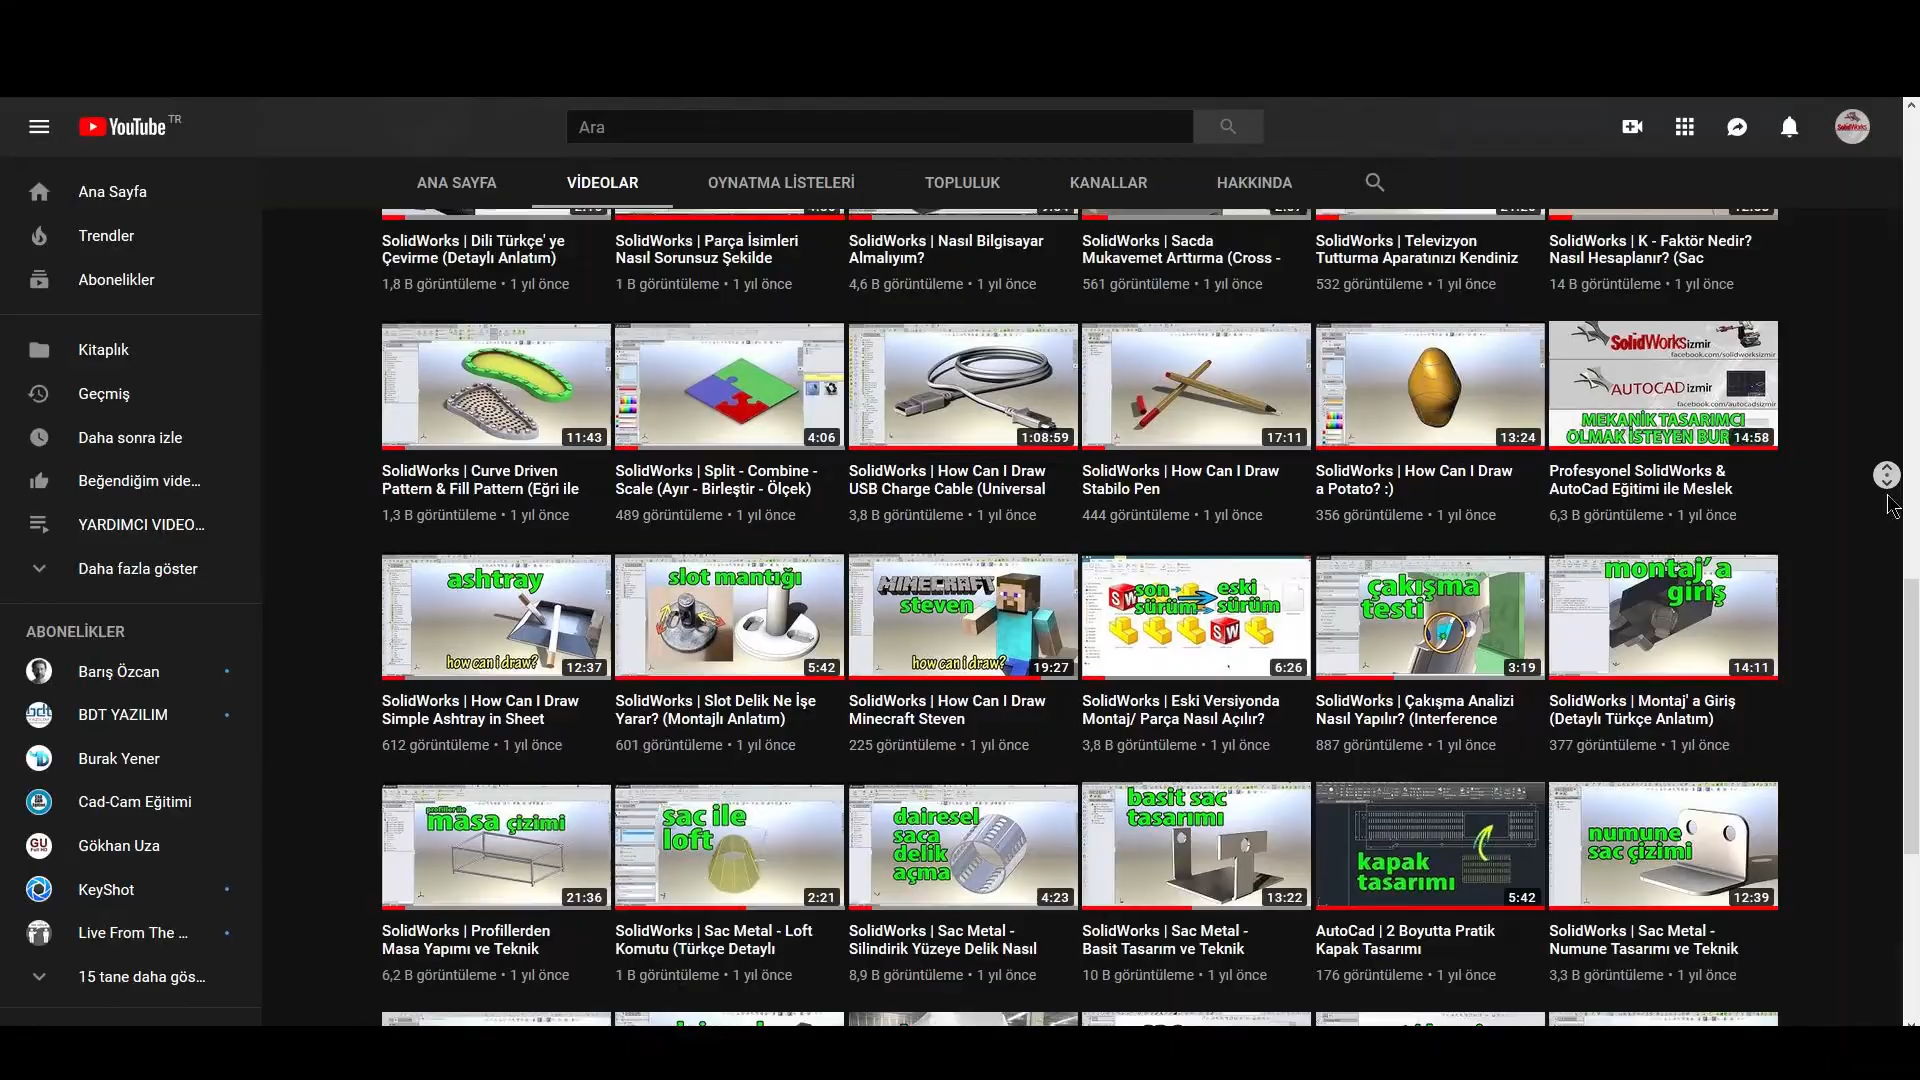 YouTube TR
Ara
ANA SAYFA
VİDEOLAR
OYNATMA LİSTELERİ
TOPLULUK
KANALLAR
HAKKINDA
Ana Sayfa
Trendler
Abonelikler
Kitaplık
Geçmiş
Daha sonra izle
Beğendiğim vide...
YARDIMCI VIDEO...
Daha fazla göster
ABONELİKLER
Barış Özcan
BDT YAZILIM
Burak Yener
Cad-Cam Eğitimi
Gökhan Uza
KeyShot
Live From The ...
15 tane daha gös...
SolidWorks | Dili Türkçe' ye
Çevirme (Detaylı Anlatım)
1,8 B görüntüleme • 1 yıl önce
SolidWorks | Parça İsimleri
Nasıl Sorunsuz Şekilde
1 B görüntüleme • 1 yıl önce
SolidWorks | Nasıl Bilgisayar
Almalıyım?
4,6 B görüntüleme • 1 yıl önce
SolidWorks | Sacda
Mukavemet Arttırma (Cross -
561 görüntüleme • 1 yıl önce
SolidWorks | Televizyon
Tutturma Aparatınızı Kendiniz
532 görüntüleme • 1 yıl önce
SolidWorks | K - Faktör Nedir?
Nasıl Hesaplanır? (Sac
14 B görüntüleme • 1 yıl önce
11:43
SolidWorks | Curve Driven
Pattern & Fill Pattern (Eğri ile
1,3 B görüntüleme • 1 yıl önce
4:06
SolidWorks | Split - Combine -
Scale (Ayır - Birleştir - Ölçek)
489 görüntüleme • 1 yıl önce
1:08:59
SolidWorks | How Can I Draw
USB Charge Cable (Universal
3,8 B görüntüleme • 1 yıl önce
17:11
SolidWorks | How Can I Draw
Stabilo Pen
444 görüntüleme • 1 yıl önce
13:24
SolidWorks | How Can I Draw
a Potato? :)
356 görüntüleme • 1 yıl önce
SolidWorksizmir
facebook.com/solidworksizmir
AUTOCADizmir
facebook.com/autocadsizmir
MEKANİK TASARIMCI
OLMAK İSTEYEN BUR
14:58
Profesyonel SolidWorks &
AutoCad Eğitimi ile Meslek
6,3 B görüntüleme • 1 yıl önce
ashtray
how can i draw?
12:37
SolidWorks | How Can I Draw
Simple Ashtray in Sheet
612 görüntüleme • 1 yıl önce
slot mantığı
5:42
SolidWorks | Slot Delik Ne İşe
Yarar? (Montajlı Anlatım)
601 görüntüleme • 1 yıl önce
MINECRAFT
steven
how can i draw?
19:27
SolidWorks | How Can I Draw
Minecraft Steven
225 görüntüleme • 1 yıl önce
son sürüm
eski sürüm
6:26
SolidWorks | Eski Versiyonda
Montaj/ Parça Nasıl Açılır?
3,8 B görüntüleme • 1 yıl önce
çakışma
testi
3:19
SolidWorks | Çakışma Analizi
Nasıl Yapılır? (Interference
887 görüntüleme • 1 yıl önce
montaj'a
giriş
14:11
SolidWorks | Montaj' a Giriş
(Detaylı Türkçe Anlatım)
377 görüntüleme • 1 yıl önce
profiller ile
masa çizimi
21:36
SolidWorks | Profillerden
Masa Yapımı ve Teknik
6,2 B görüntüleme • 1 yıl önce
sac ile
loft
2:21
SolidWorks | Sac Metal - Loft
Komutu (Türkçe Detaylı
1 B görüntüleme • 1 yıl önce
dairesel
saca
delik
açma
4:23
SolidWorks | Sac Metal -
Silindirik Yüzeye Delik Nasıl
8,9 B görüntüleme • 1 yıl önce
basit sac
tasarımı
13:22
SolidWorks | Sac Metal -
Basit Tasarım ve Teknik
10 B görüntüleme • 1 yıl önce
kapak
tasarımı
5:42
AutoCad | 2 Boyutta Pratik
Kapak Tasarımı
176 görüntüleme • 1 yıl önce
numune
sac çizimi
12:39
SolidWorks | Sac Metal -
Numune Tasarımı ve Teknik
3,3 B görüntüleme • 1 yıl önce